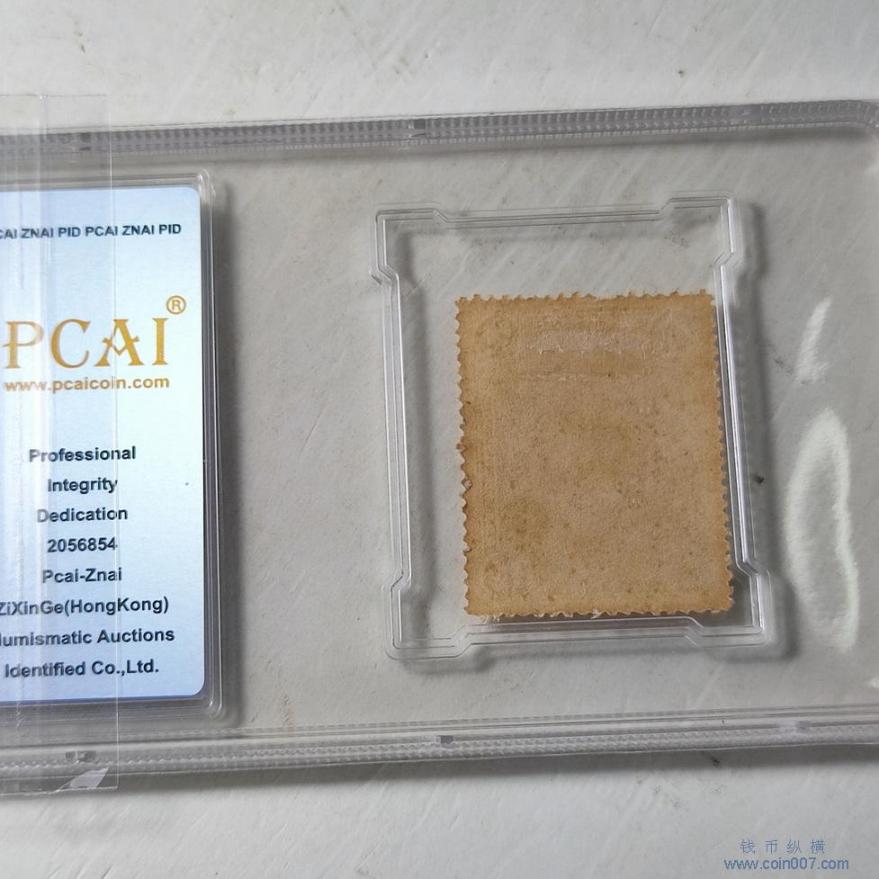 CAI ZNAI PID PCAI ZNAI PID
PCAI®
www.pcaicoin.com
Professional
Integrity
Dedication
2056854
Pcai-Znai
ZiXinGe(HongKong)
Numismatic Auctions
Identified Co.,Ltd.
钱币纵横
www.coin007.com